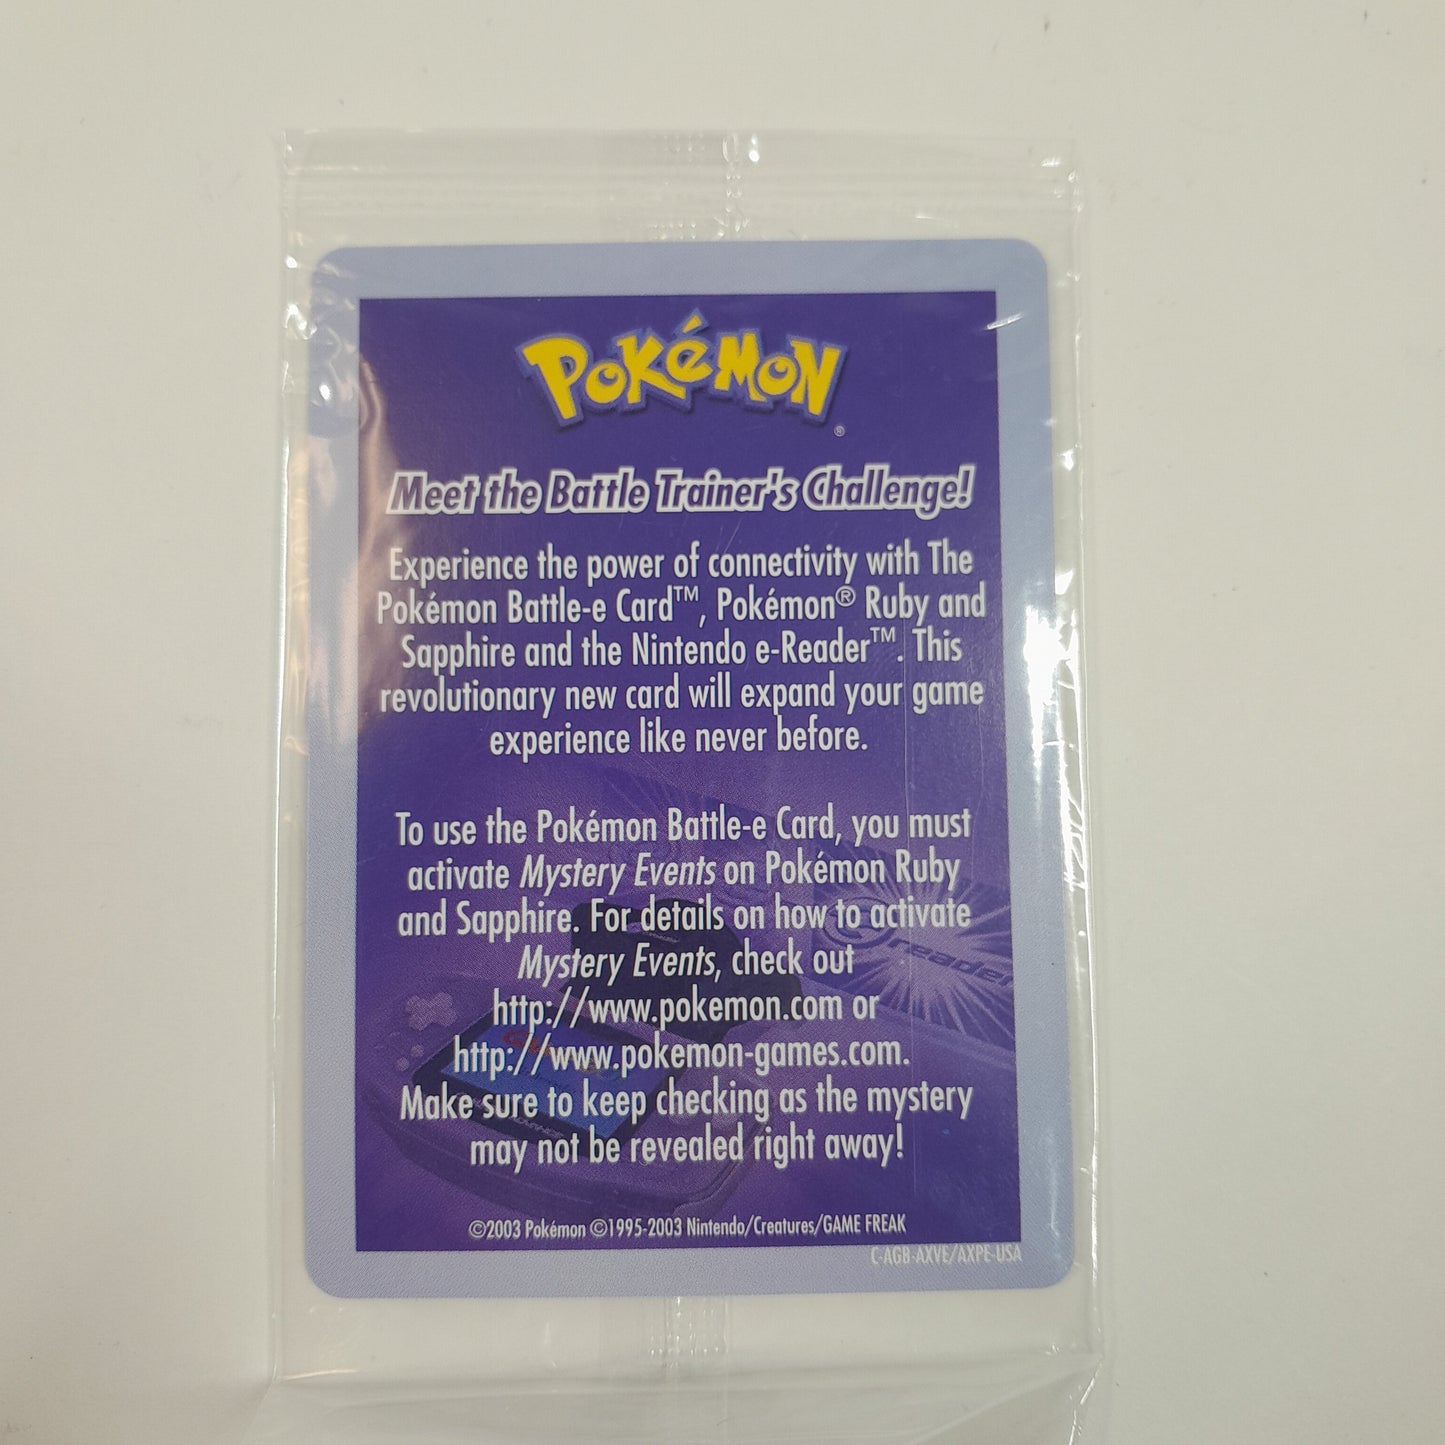 POKéMON®
Meet the Battle Trainer's Challenge!
Experience the power of connectivity with The
Pokémon Battle-e Card™, Pokémon® Ruby and
Sapphire and the Nintendo e-Reader™. This
revolutionary new card will expand your game
experience like never before.
To use the Pokémon Battle-e Card, you must
activate Mystery Events on Pokémon Ruby
and Sapphire. For details on how to activate
Mystery Events, check out
http://www.pokemon.com or
http://www.pokemon-games.com.
Make sure to keep checking as the mystery
may not be revealed right away!
©2003 Pokémon ©1995-2003 Nintendo/Creatures/GAME FREAK
C-AGB-AXVE/AXPE-USA
e reader